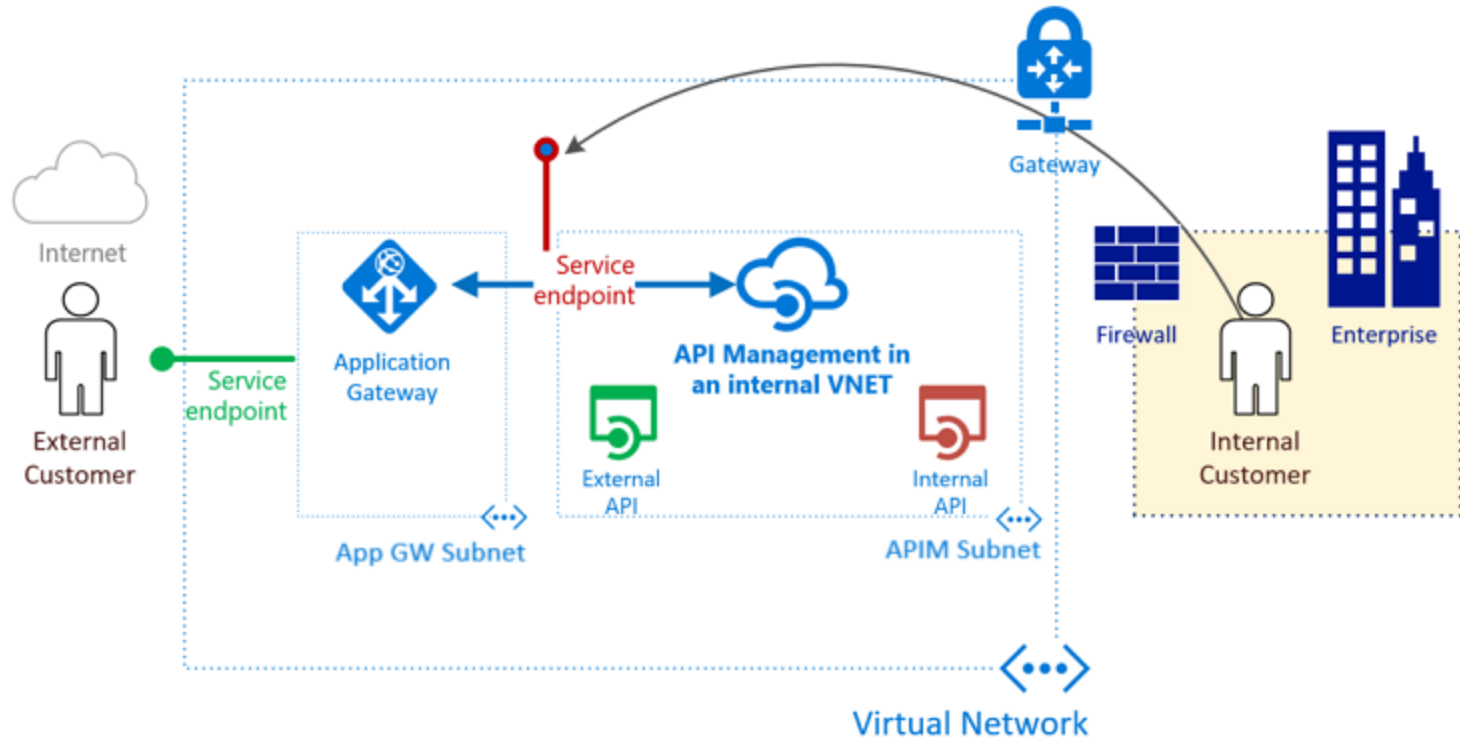 Gateway
Internet
Service
endpoint
Firewall
Enterprise
Application
Gateway
API Management in
an internal VNET
Service
endpoint
External
Customer
External
API
Internal
API
Internal
Customer
App GW Subnet
APIM Subnet
Virtual Network